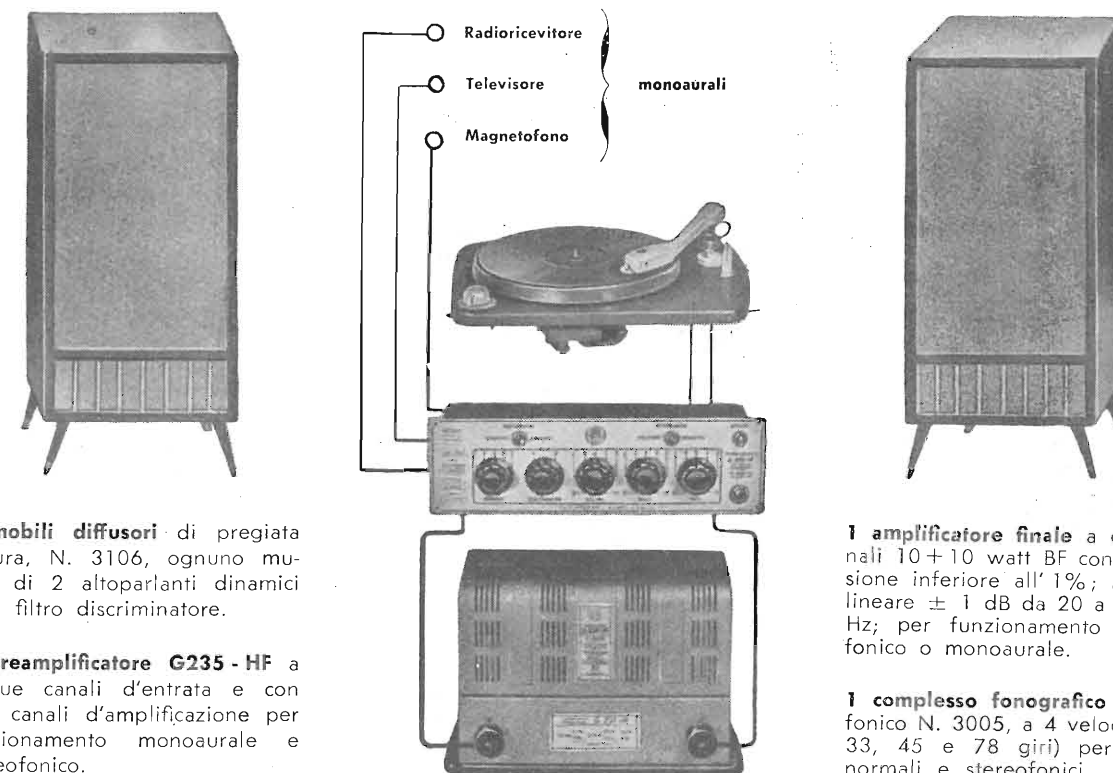 Radioricevitore
Televisore
Magnetofono
monoaurali
mobili diffusori di pregiata
ura, N. 3106, ognuno mu-
di 2 altoparlanti dinamici
filtro discriminatore.
reamplificatore G235 - HF a
ue canali d'entrata e con
canali d'amplificazione per
zionamento monoaurale e
reofonico.
1 amplificatore finale a
nali 10 + 10 watt BF con
sione inferiore all' 1%;
lineare ± 1 dB da 20 a
Hz; per funzionamento
fonico o monoaurale.
1 complesso fonografico
fonico N. 3005, a 4 veloc
33, 45 e 78 giri) per
normali e stereofonici